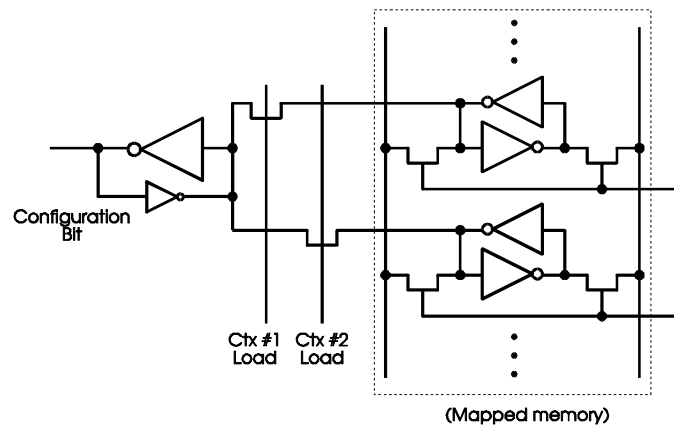 Configuration
Bit
Ctx #1
Load
Ctx #2
Load
(Mapped memory)